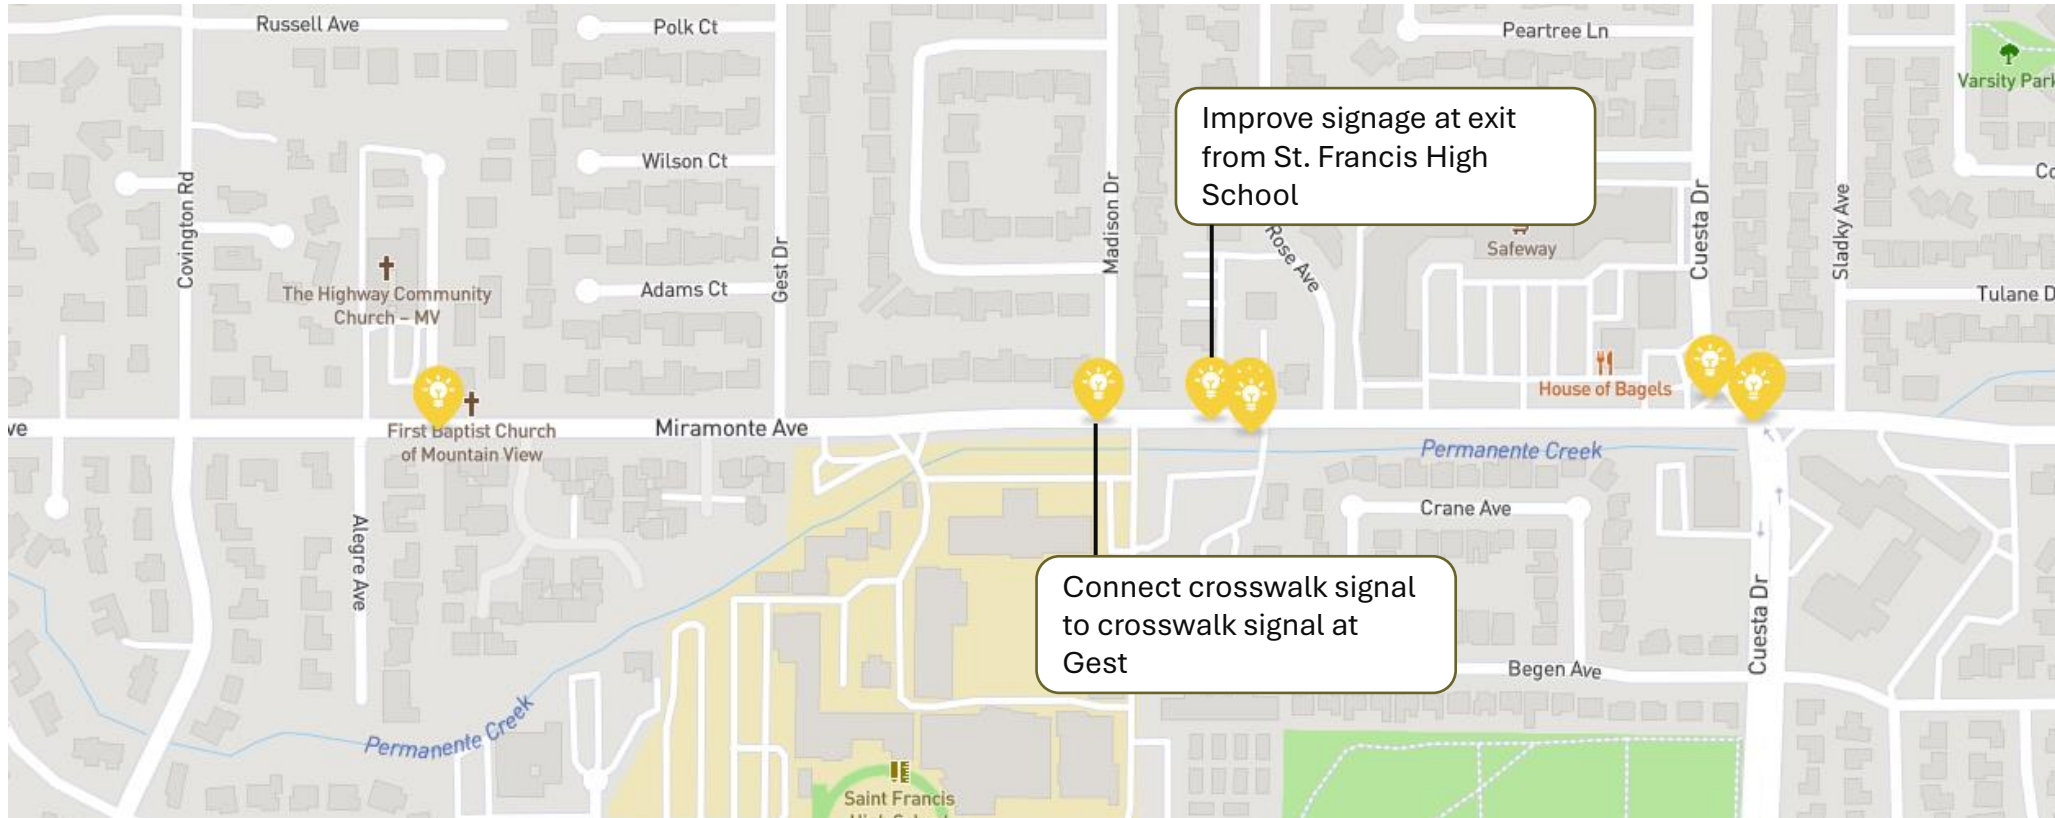 Russell Ave
Polk Ct
Peartree Ln
Varsity Park
Improve signage at exit
from St. Francis High
School
Wilson Ct
Covington Rd
Gest Dr
Madison Dr
Rose Ave
Cuesta Dr
Sladky Ave
Safeway
The Highway Community
Church – MV
Adams Ct
Tulane D
House of Bagels
ve
First Baptist Church
of Mountain View
Miramonte Ave
Permanente Creek
Crane Ave
Alegre Ave
Connect crosswalk signal
to crosswalk signal at
Gest
Cuesta Dr
Begen Ave
Permanente Creek
Saint Francis